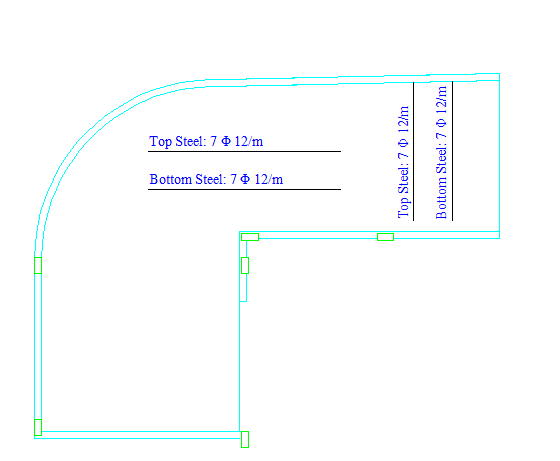 Top Steel: 7 Φ 12/m
Bottom Steel: 7 Φ 12/m
Top Steel: 7 Φ 12/m
Bottom Steel: 7 Φ 12/m